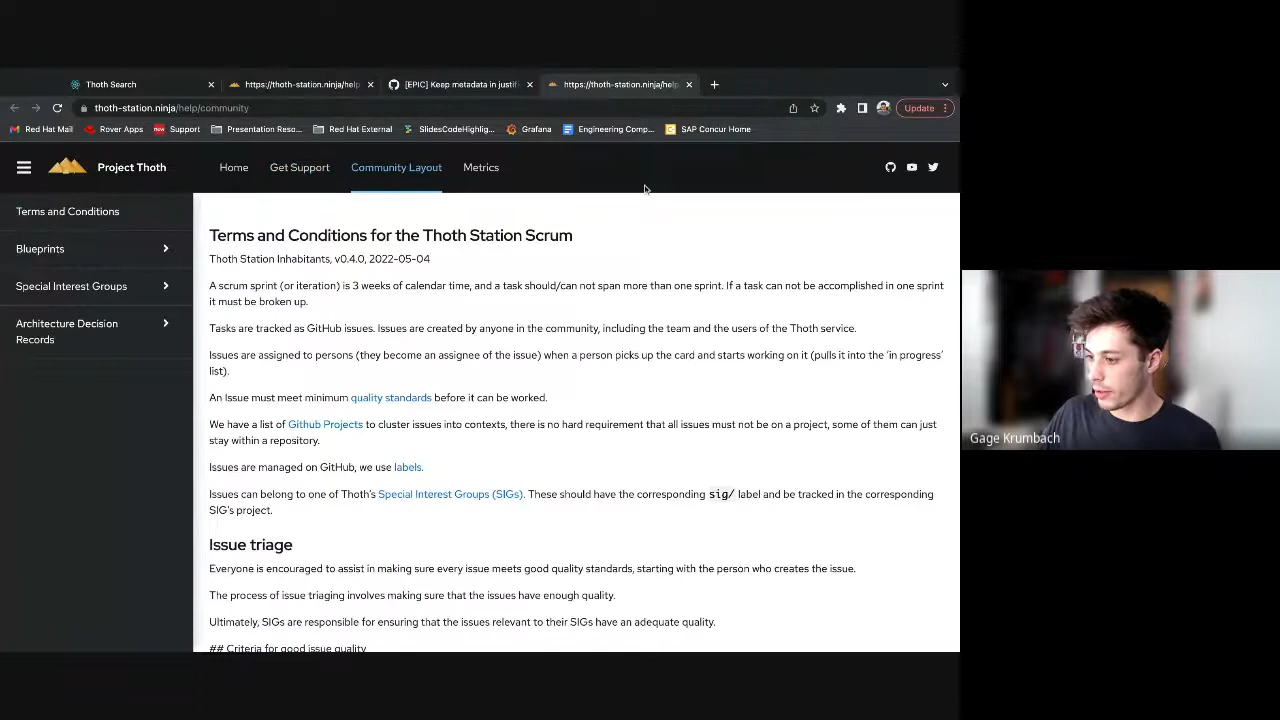 Thoth Search
https://thoth-station.ninja/help
[EPIC] Keep metadata in justif
https://thoth-station.ninja/help
thoth-station.ninja/help/community
Update
Red Hat Mail
Rover Apps
Support
Presentation Reso...
Red Hat External
SlidesCodeHighlig...
Grafana
Engineering Comp...
SAP Concur Home
Project Thoth
Home
Get Support
Community Layout
Metrics
Terms and Conditions
Blueprints
Special Interest Groups
Architecture Decision
Records
Terms and Conditions for the Thoth Station Scrum
Thoth Station Inhabitants, v0.4.0, 2022-05-04
A scrum sprint (or iteration) is 3 weeks of calendar time, and a task should/can not span more than one sprint. If a task can not be accomplished in one sprint
it must be broken up.
Tasks are tracked as GitHub issues. Issues are created by anyone in the community, including the team and the users of the Thoth service.
Issues are assigned to persons (they become an assignee of the issue) when a person picks up the card and starts working on it (pulls it into the ‘in progress’
list).
An Issue must meet minimum quality standards before it can be worked.
We have a list of Github Projects to cluster issues into contexts, there is no hard requirement that all issues must not be on a project, some of them can just
stay within a repository.
Issues are managed on GitHub, we use labels.
Issues can belong to one of Thoth’s Special Interest Groups (SIGs). These should have the corresponding sig/ label and be tracked in the corresponding
SIG’s project.
Issue triage
Everyone is encouraged to assist in making sure every issue meets good quality standards, starting with the person who creates the issue.
The process of issue triaging involves making sure that the issues have enough quality.
Ultimately, SIGs are responsible for ensuring that the issues relevant to their SIGs have an adequate quality.
## Criteria for good issue quality
Gage Krumbach